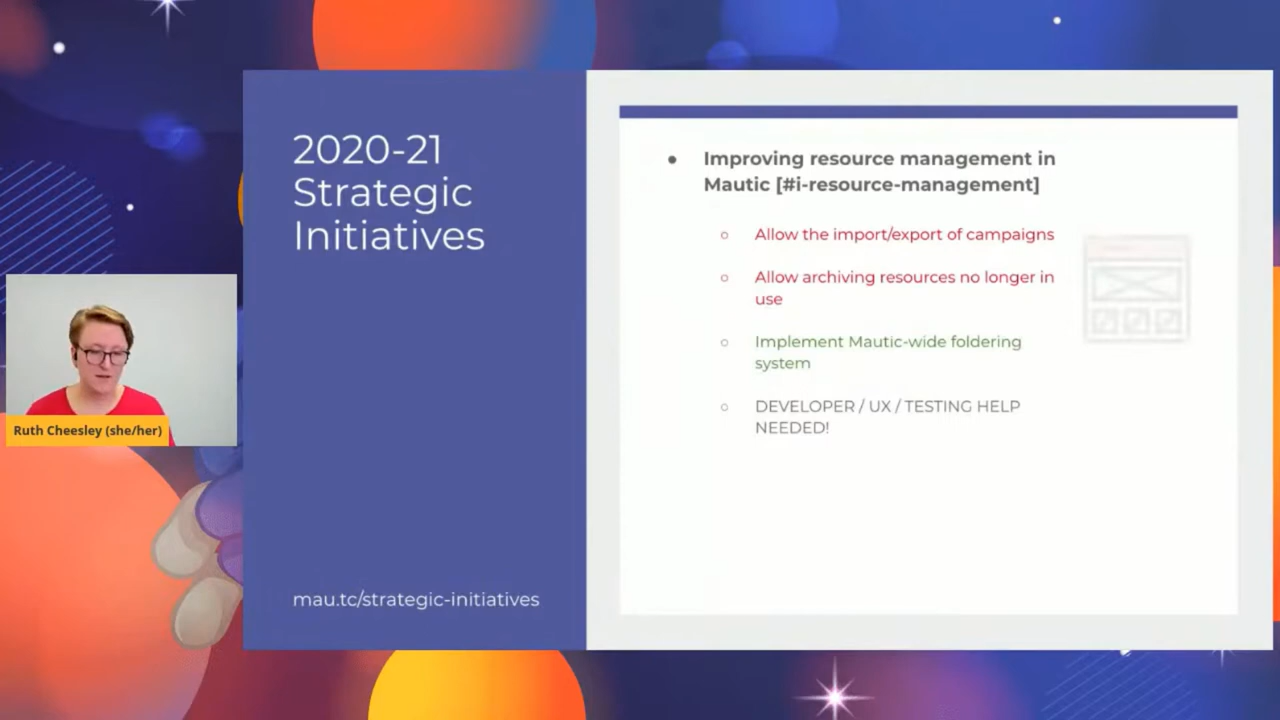 2020-21
Strategic
Initiatives
mau.tc/strategic-initiatives
● Improving resource management in
Mautic [#i-resource-management]
○ Allow the import/export of campaigns
○ Allow archiving resources no longer in
use
○ Implement Mautic-wide foldering
system
○ DEVELOPER / UX / TESTING HELP
NEEDED!
Ruth Cheesley (she/her)